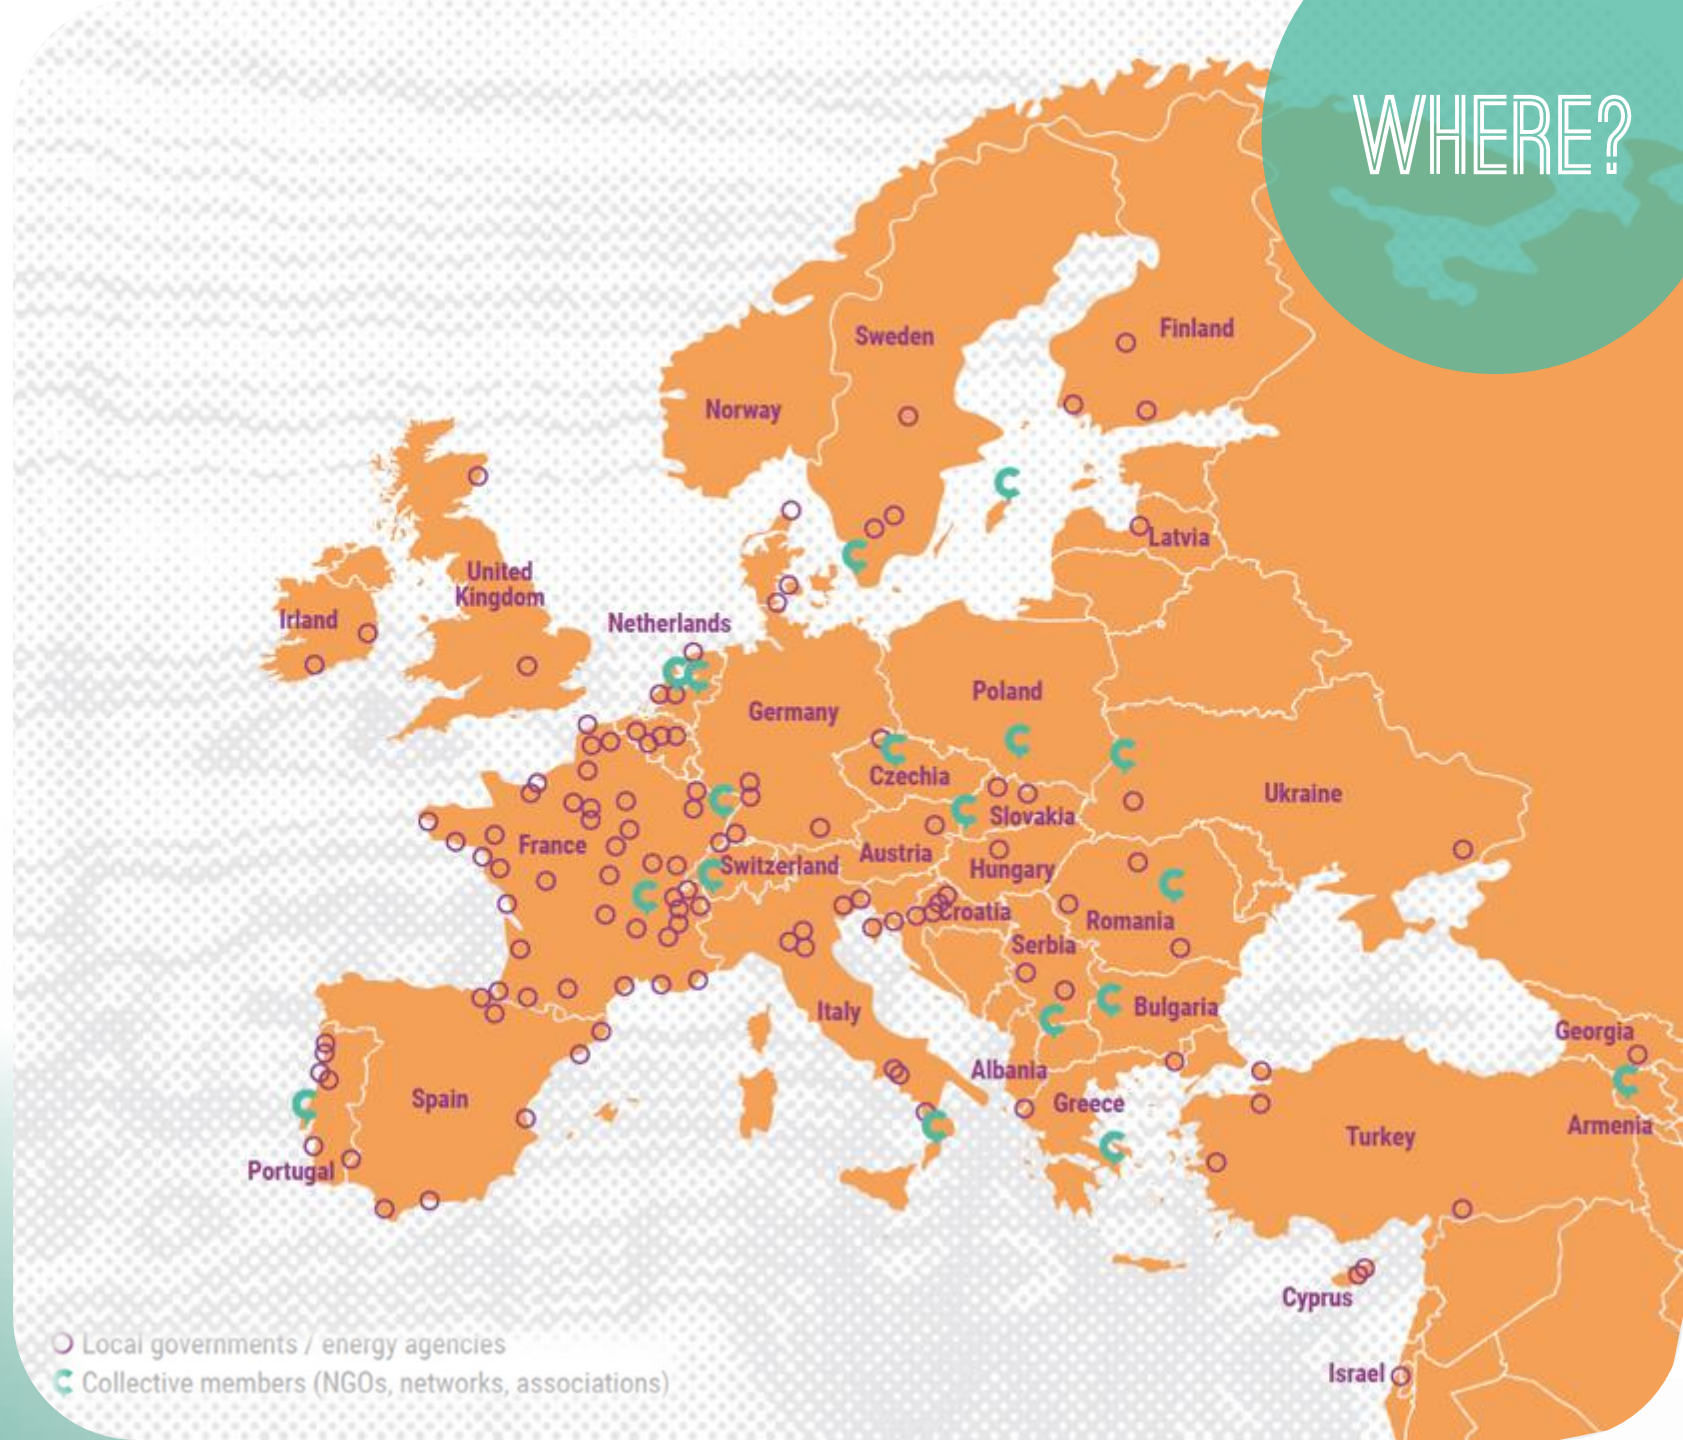 WHERE?
Sweden
Finland
Norway
Latvia
United
Kingdom
Irland
Netherlands
Poland
Germany
Czechia
Ukraine
Slovakia
France
Austria
Switzerland
Hungary
Croatia
Romania
Serbia
Italy
Bulgaria
Georgia
Albania
Spain
Greece
Armenia
Turkey
Portugal
Cyprus
Israel
Local governments / energy agencies
Collective members (NGOs, networks, associations)